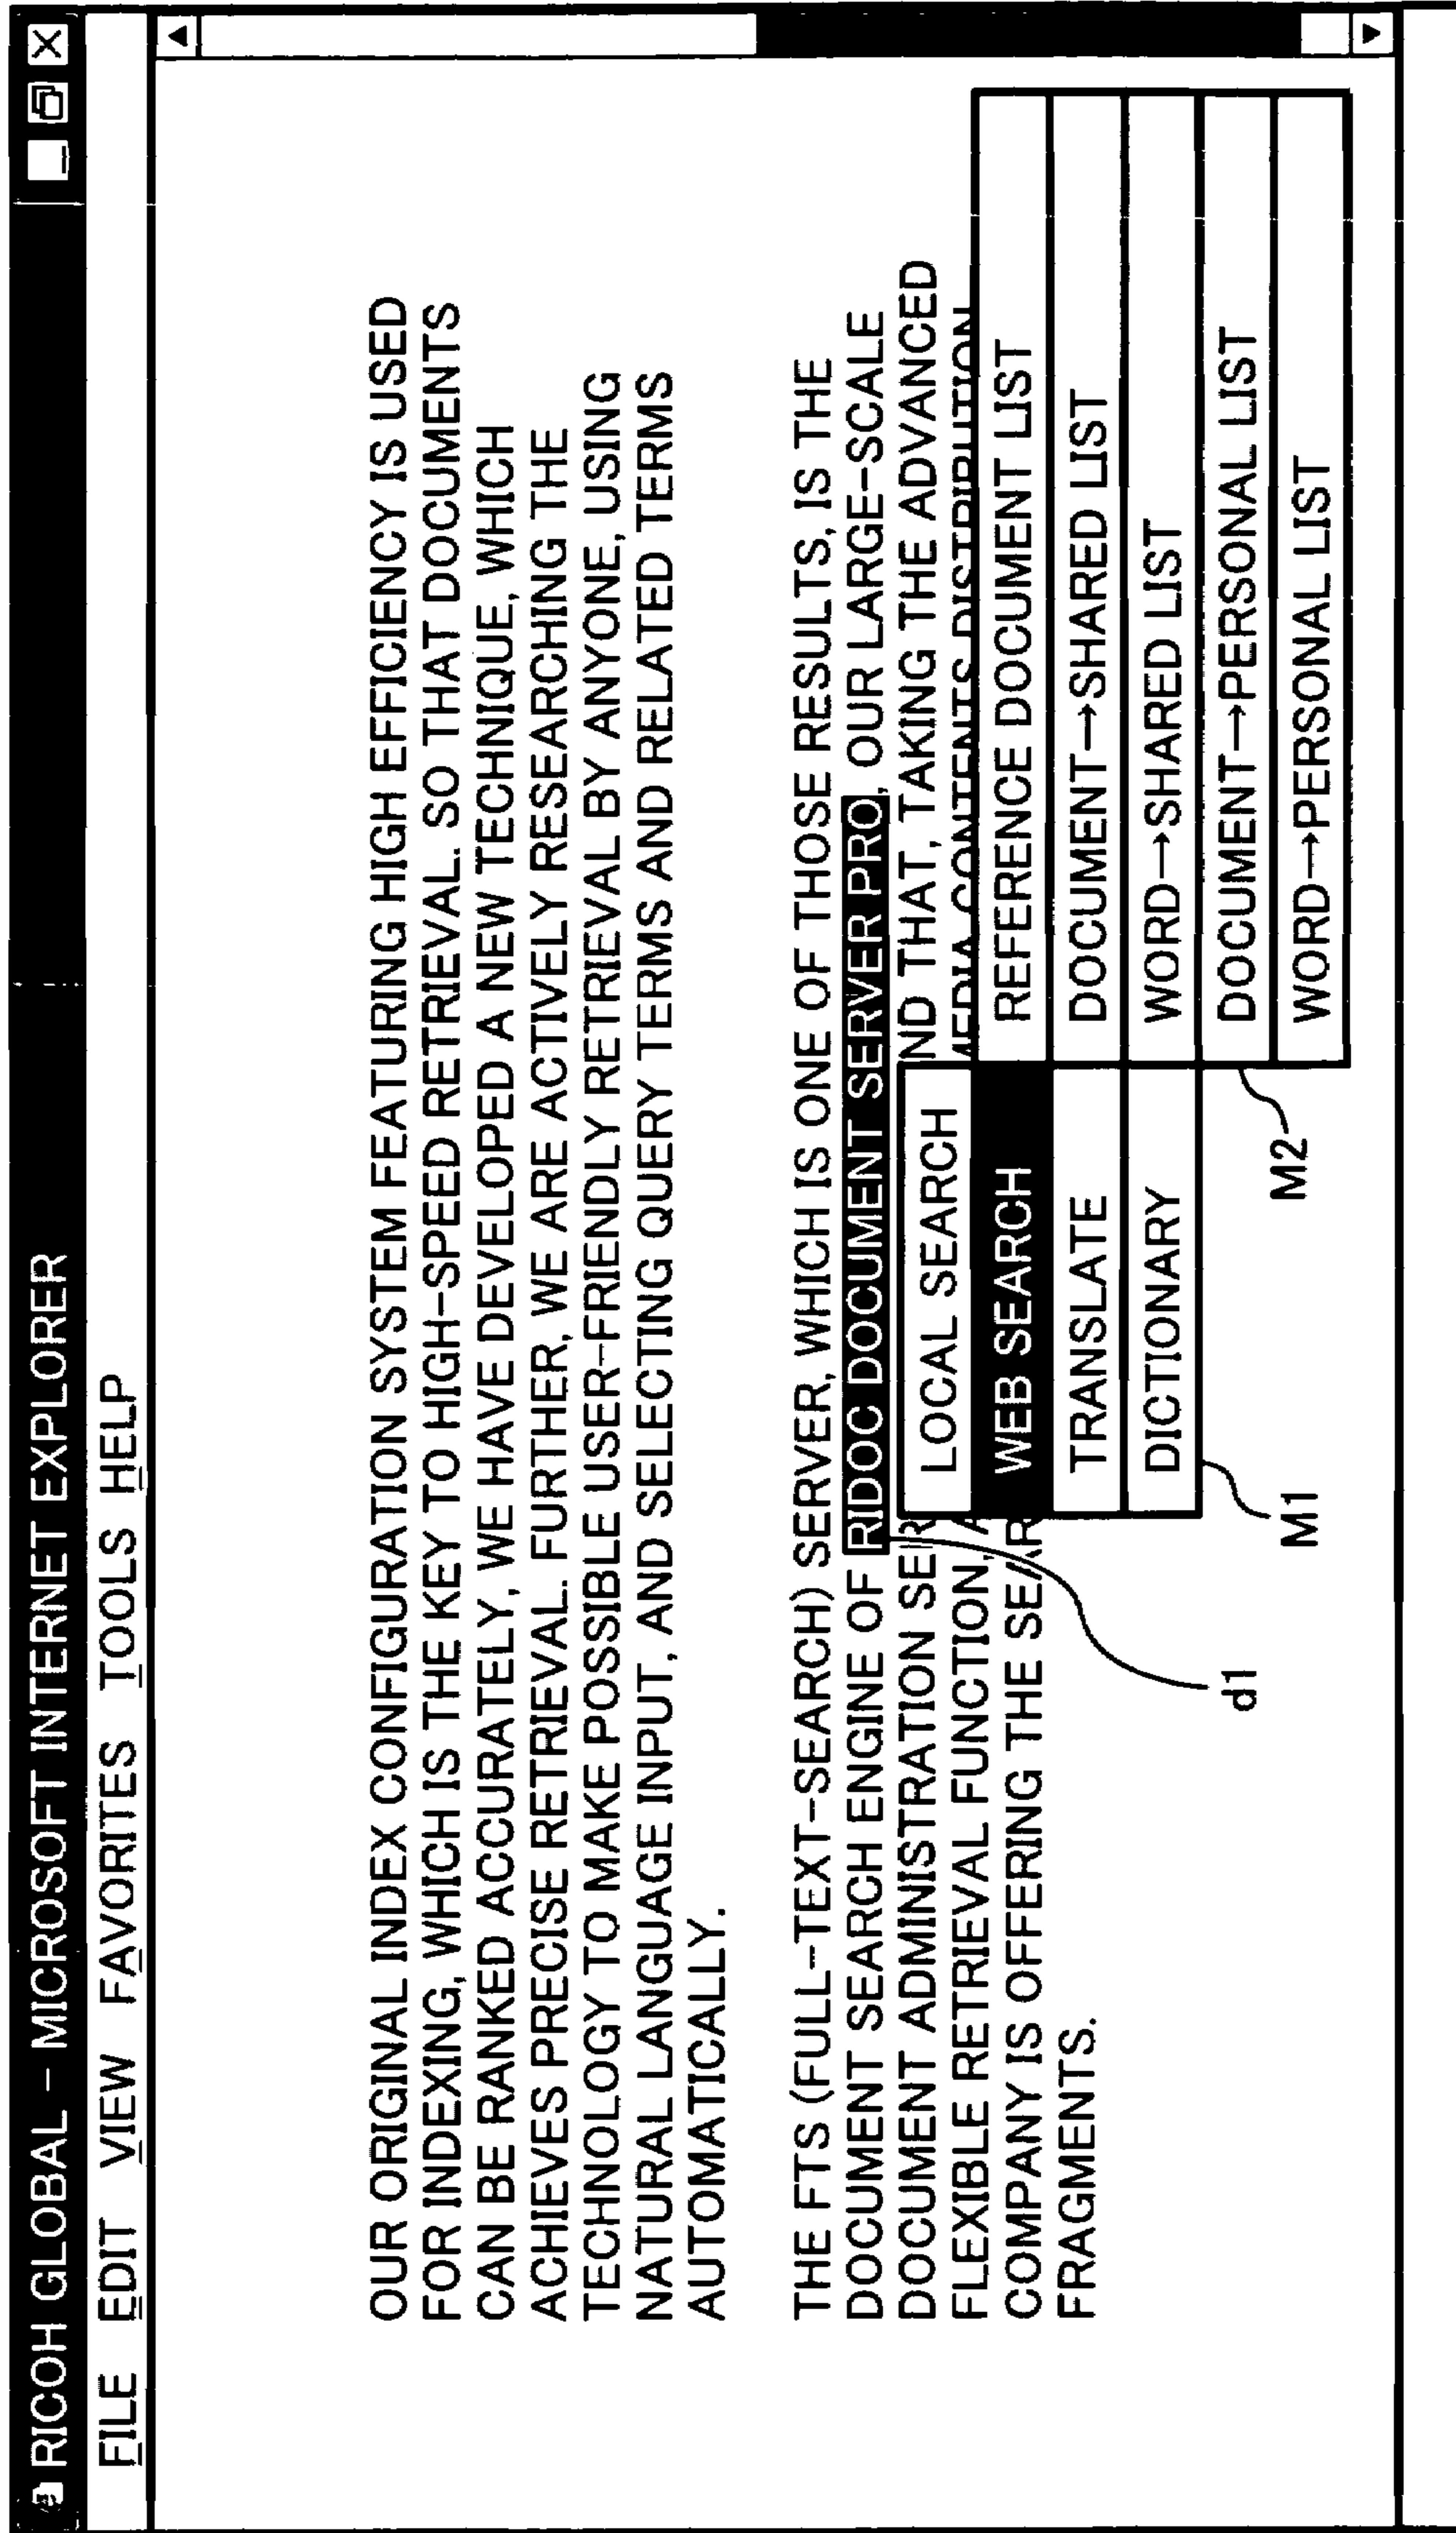 RICOH GLOBAL - MICROSOFT INTERNET EXPLORER
FILE EDIT VIEW FAVORITES TOOLS HELP
OUR ORIGINAL INDEX CONFIGURATION SYSTEM FEATURING HIGH EFFICIENCY IS USED
FOR INDEXING, WHICH IS THE KEY TO HIGH-SPEED RETRIEVAL. SO THAT DOCUMENTS
CAN BE RANKED ACCURATELY, WE HAVE DEVELOPED A NEW TECHNIQUE, WHICH
ACHIEVES PRECISE RETRIEVAL. FURTHER, WE ARE ACTIVELY RESEARCHING THE
TECHNOLOGY TO MAKE POSSIBLE USER-FRIENDLY RETRIEVAL BY ANYONE, USING
NATURAL LANGUAGE INPUT, AND SELECTING QUERY TERMS AND RELATED TERMS
AUTOMATICALLY.
THE FTS (FULL-TEXT-SEARCH) SERVER, WHICH IS ONE OF THOSE RESULTS, IS THE
DOCUMENT SEARCH ENGINE OF RIDOC DOCUMENT SERVER PRO, OUR LARGE-SCALE
DOCUMENT ADMINISTRATION SER ND THAT, TAKING THE ADVANCED
FLEXIBLE RETRIEVAL FUNCTION, MEDIA CONTENTS DISTRIBUTION
COMPANY IS OFFERING THE SEAR
FRAGMENTS.
LOCAL SEARCH
WEB SEARCH
TRANSLATE
DICTIONARY
REFERENCE DOCUMENT LIST
DOCUMENT→SHARED LIST
WORD→SHARED LIST
DOCUMENT→PERSONAL LIST
WORD→PERSONAL LIST
d1
M1
M2